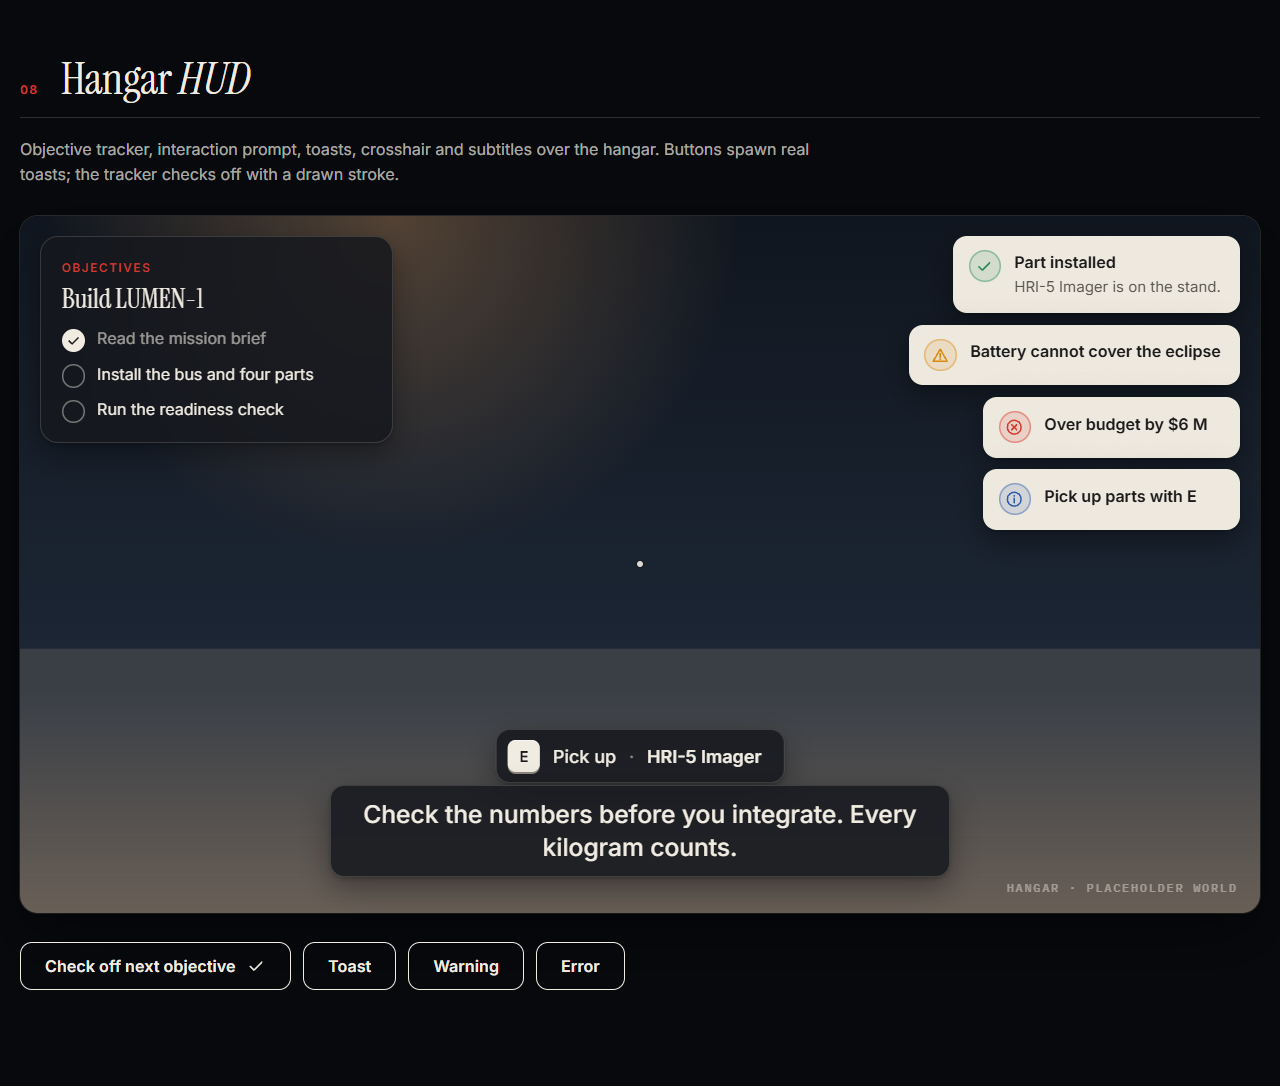 08 Hangar HUD
Objective tracker, interaction prompt, toasts, crosshair and subtitles over the hangar. Buttons spawn real
toasts; the tracker checks off with a drawn stroke.
OBJECTIVES
Build LUMEN-1
Read the mission brief
Install the bus and four parts
Run the readiness check
Part installed
HRI-5 Imager is on the stand.
Battery cannot cover the eclipse
Over budget by $6 M
Pick up parts with E
E Pick up · HRI-5 Imager
Check the numbers before you integrate. Every
kilogram counts.
HANGAR · PLACEHOLDER WORLD
Check off next objective
Toast
Warning
Error